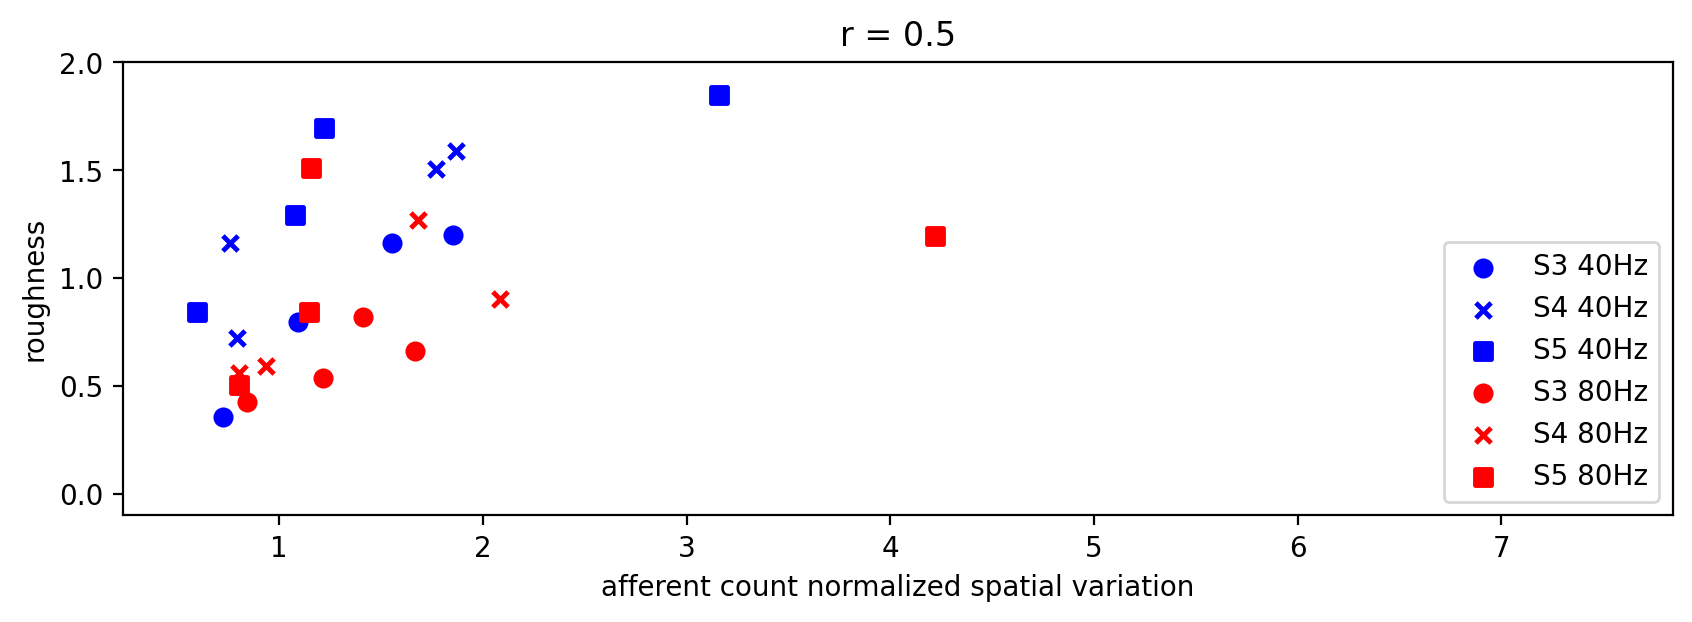 r = 0.5
2.0
1.5
1.0
0.5
0.0
roughness
S3 40Hz
S4 40Hz
S5 40Hz
S3 80Hz
S4 80Hz
S5 80Hz
1 2 3 4 5 6 7
afferent count normalized spatial variation